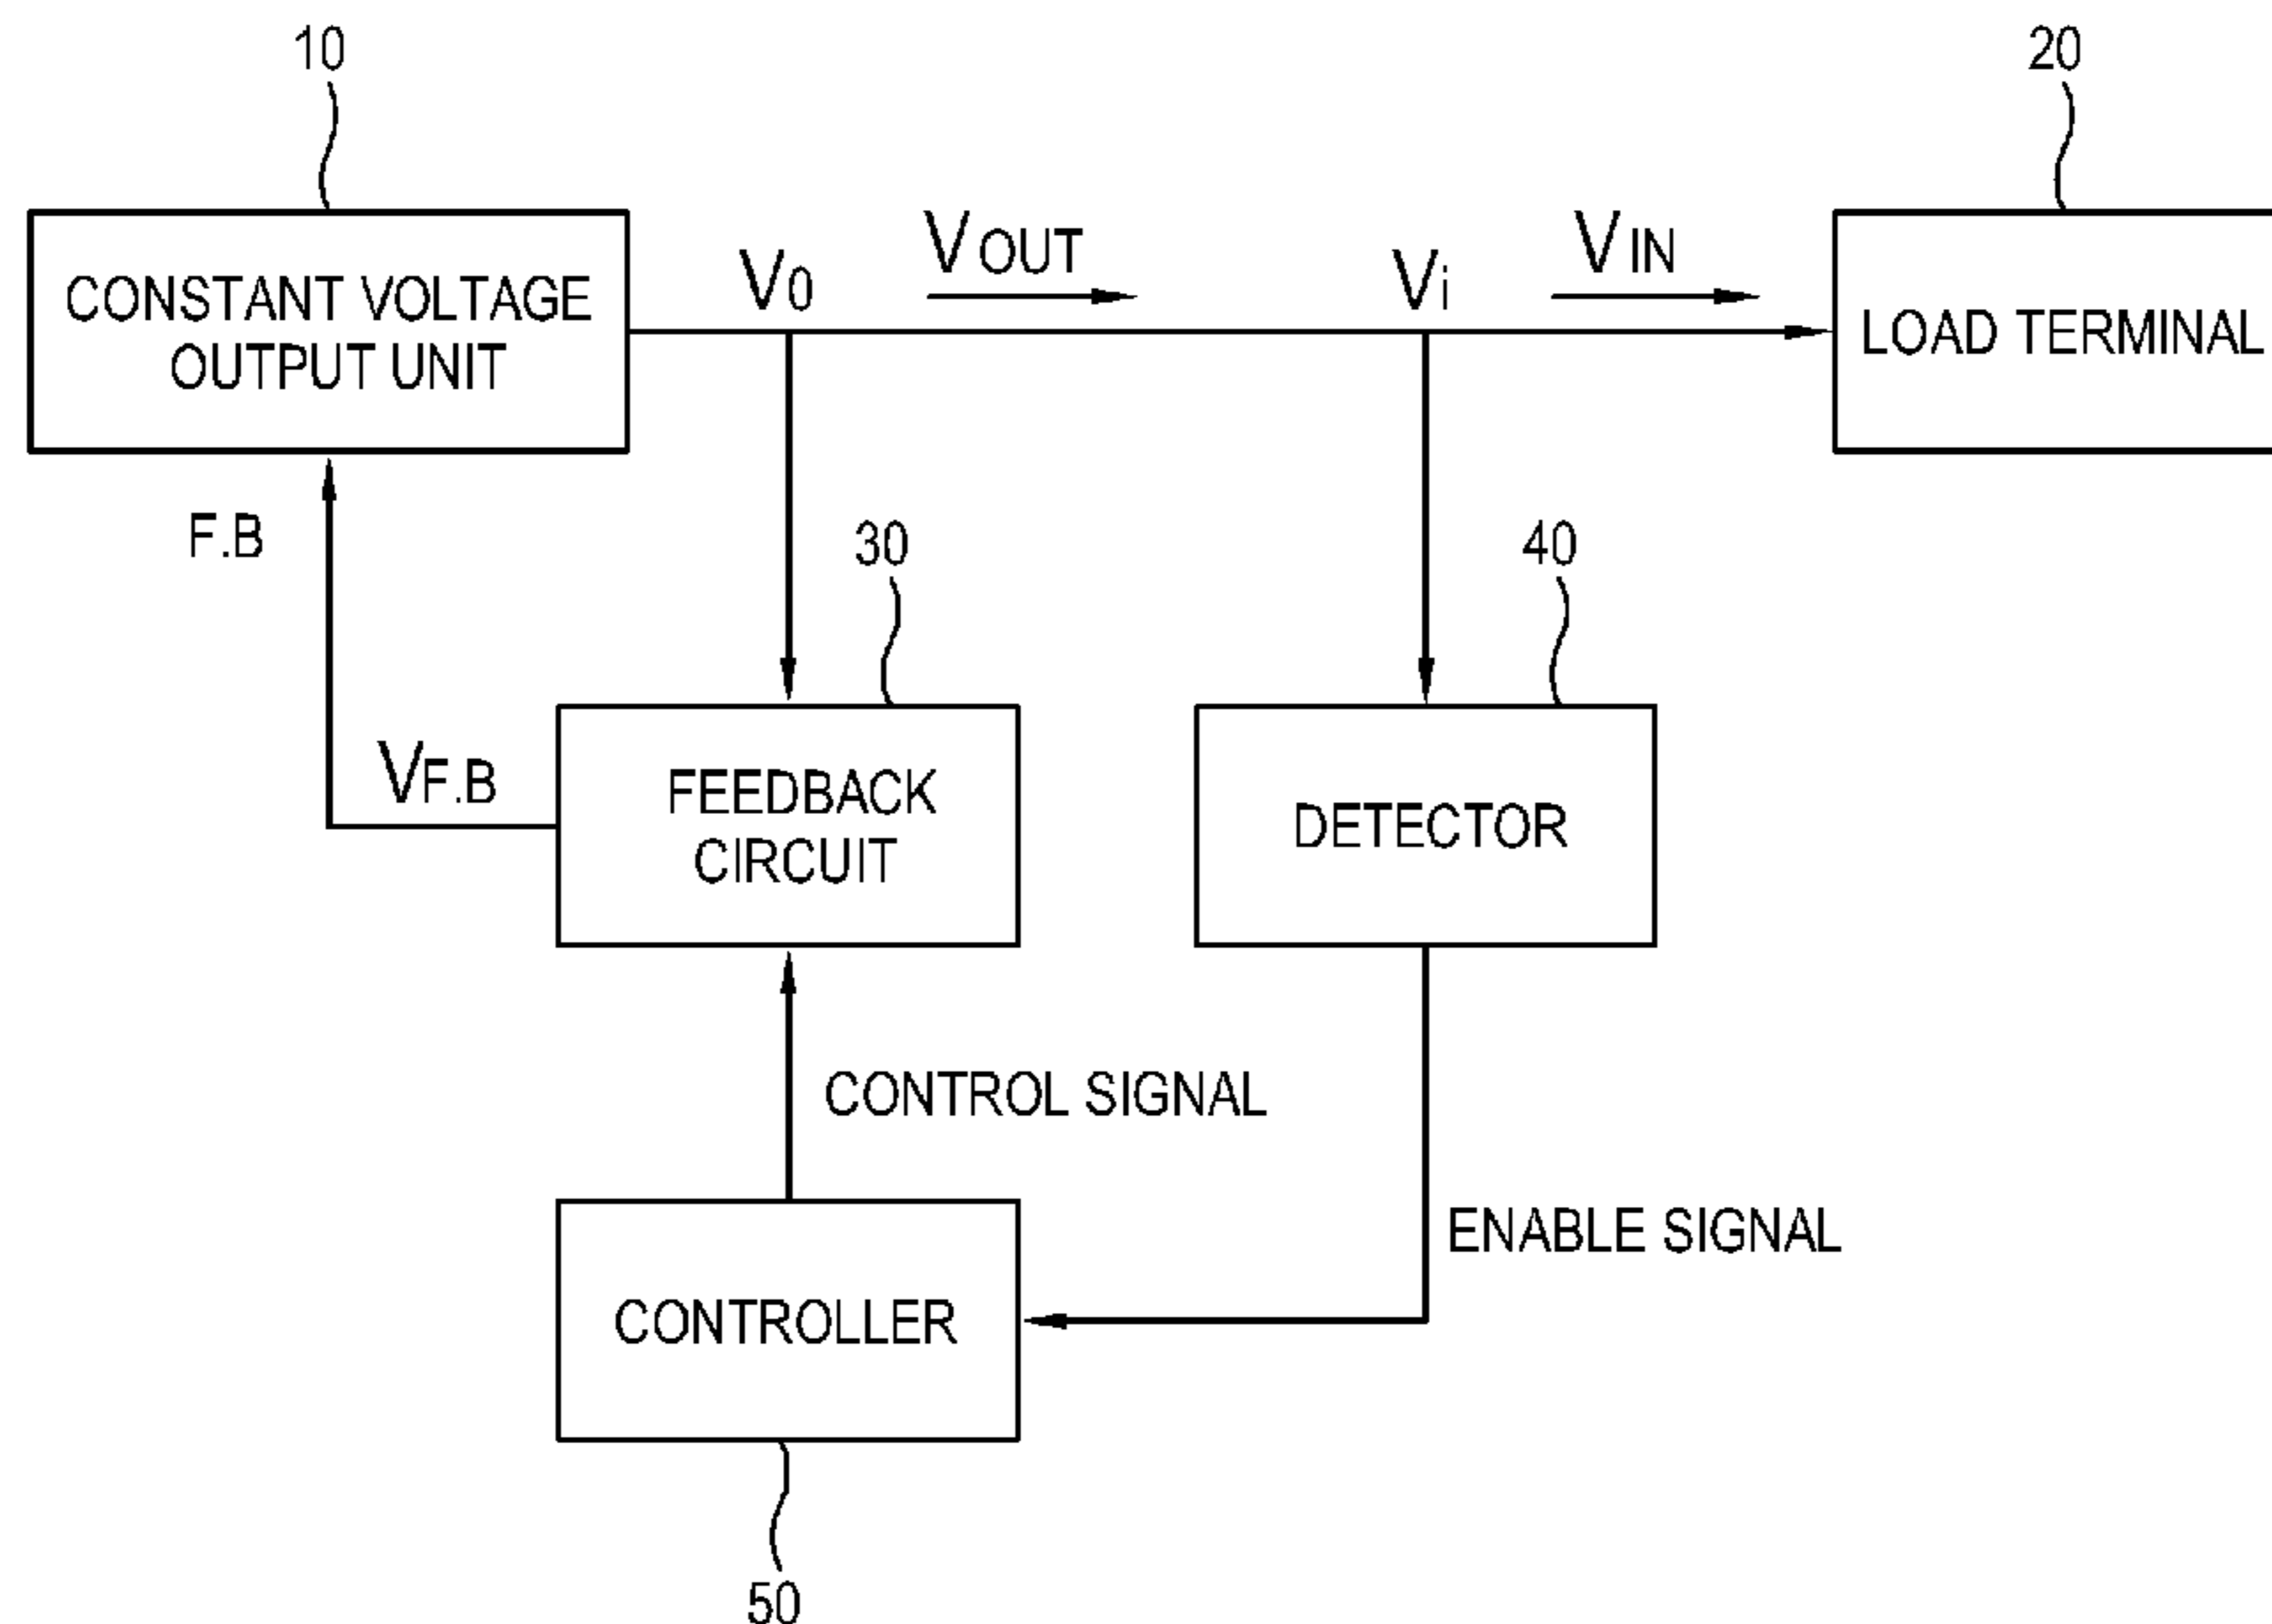 10
20
CONSTANT VOLTAGE
OUTPUT UNIT
V0
VOUT
Vi
VIN
LOAD TERMINAL
F.B
30
40
VF.B
FEEDBACK
CIRCUIT
DETECTOR
CONTROL SIGNAL
ENABLE SIGNAL
CONTROLLER
50